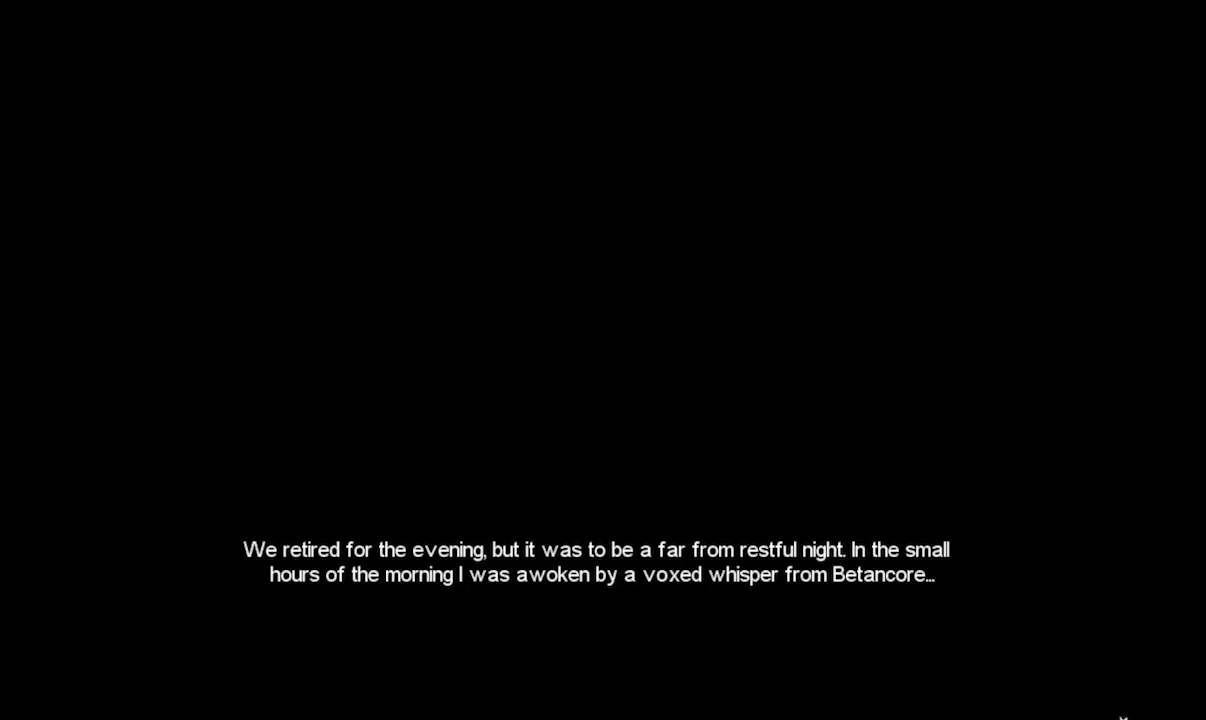 We retired for the evening, but it was to be a far from restful night. In the small
hours of the morning I was awoken by a voxed whisper from Betancore...